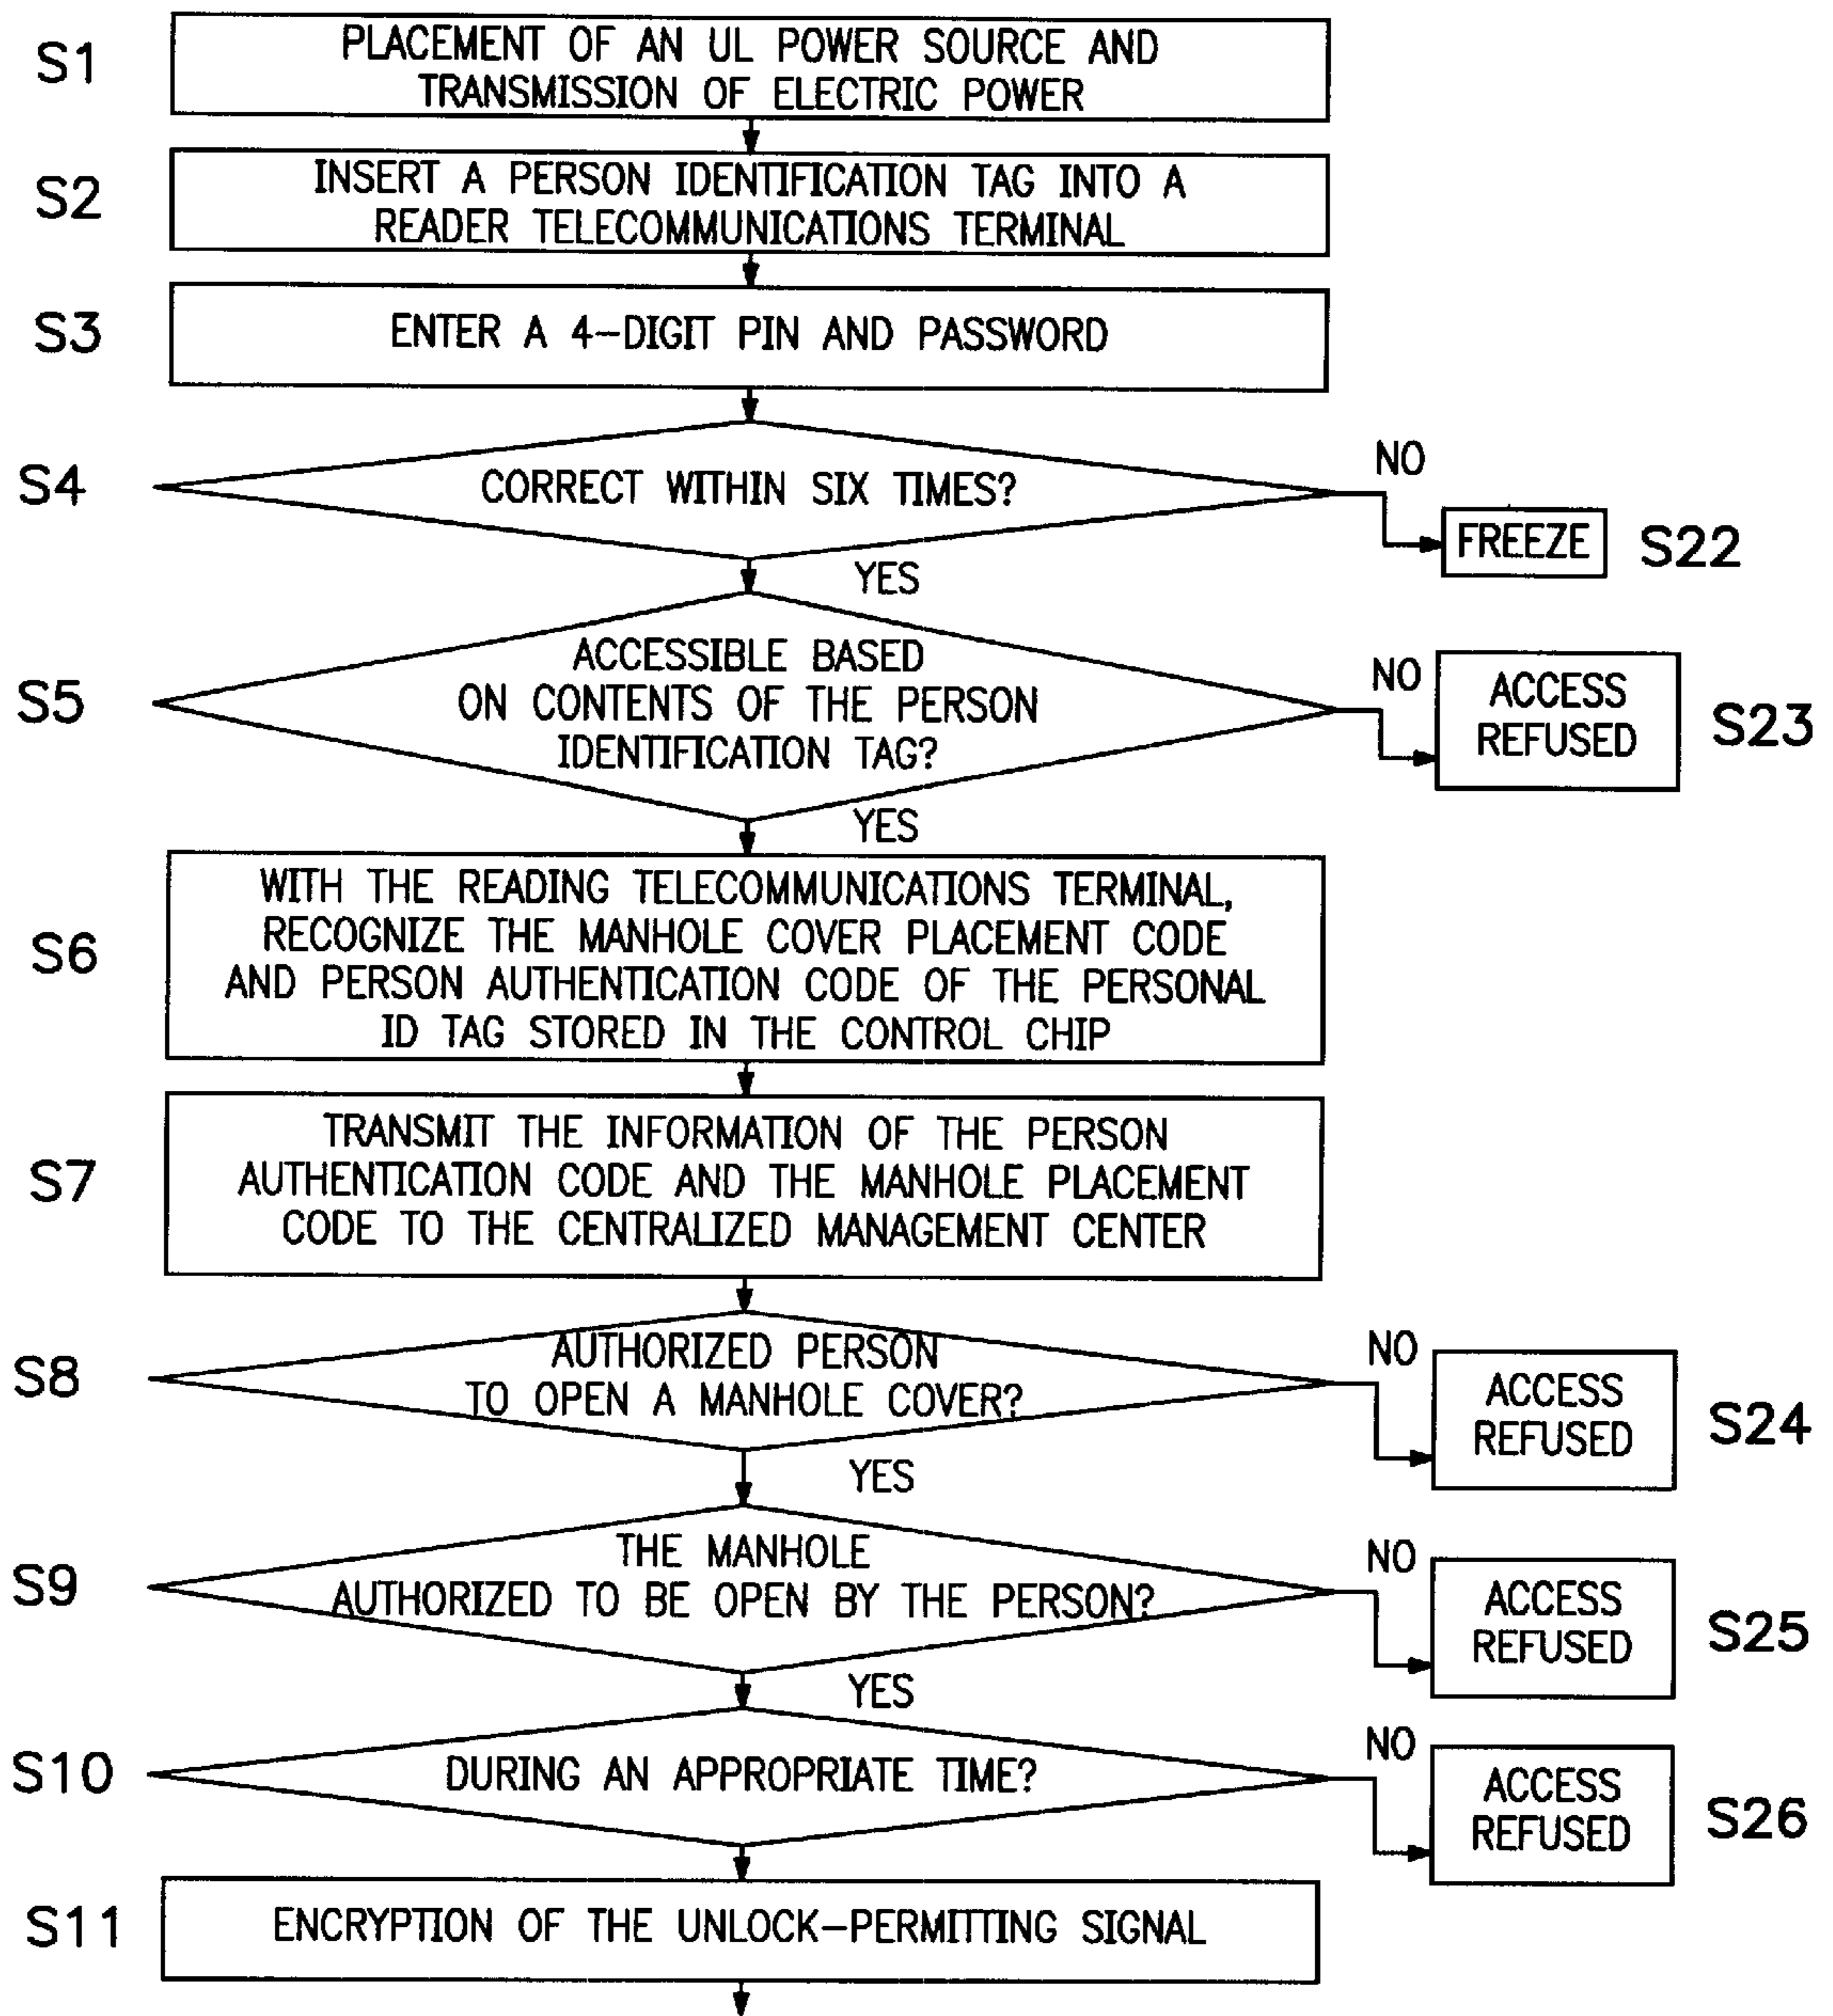 S1
PLACEMENT OF AN UL POWER SOURCE AND
TRANSMISSION OF ELECTRIC POWER
S2
INSERT A PERSON IDENTIFICATION TAG INTO A
READER TELECOMMUNICATIONS TERMINAL
S3
ENTER A 4-DIGIT PIN AND PASSWORD
S4
CORRECT WITHIN SIX TIMES?
NO
FREEZE
S22
YES
S5
ACCESSIBLE BASED
ON CONTENTS OF THE PERSON
IDENTIFICATION TAG?
NO
ACCESS
REFUSED
S23
YES
S6
WITH THE READING TELECOMMUNICATIONS TERMINAL,
RECOGNIZE THE MANHOLE COVER PLACEMENT CODE
AND PERSON AUTHENTICATION CODE OF THE PERSONAL
ID TAG STORED IN THE CONTROL CHIP
S7
TRANSMIT THE INFORMATION OF THE PERSON
AUTHENTICATION CODE AND THE MANHOLE PLACEMENT
CODE TO THE CENTRALIZED MANAGEMENT CENTER
S8
AUTHORIZED PERSON
TO OPEN A MANHOLE COVER?
NO
ACCESS
REFUSED
S24
YES
S9
THE MANHOLE
AUTHORIZED TO BE OPEN BY THE PERSON?
NO
ACCESS
REFUSED
S25
YES
S10
DURING AN APPROPRIATE TIME?
NO
ACCESS
REFUSED
S26
S11
ENCRYPTION OF THE UNLOCK-PERMITTING SIGNAL